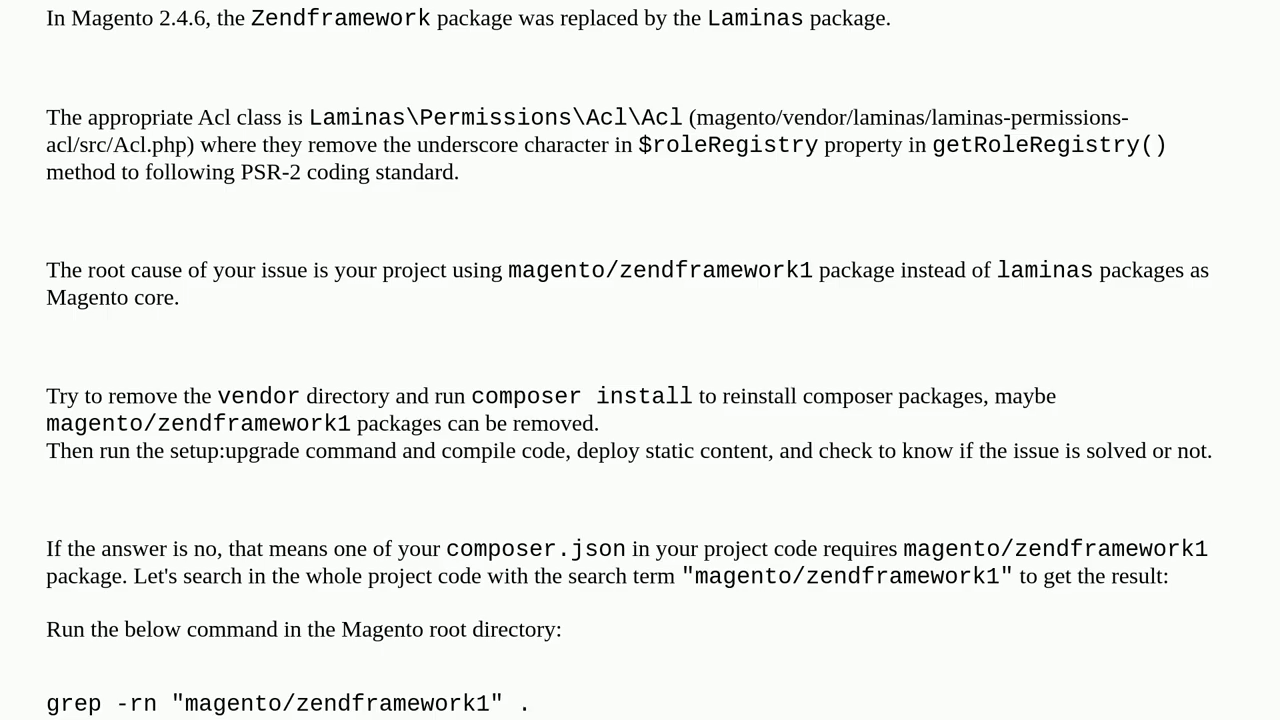 In Magento 2.4.6, the Zendframework package was replaced by the Laminas package.
The appropriate Acl class is Laminas\Permissions\Acl\Acl (magento/vendor/laminas/laminas-permissions-
acl/src/Acl.php) where they remove the underscore character in $roleRegistry property in getRoleRegistry()
method to following PSR-2 coding standard.
The root cause of your issue is your project using magento/zendframework1 package instead of laminas packages as
Magento core.
Try to remove the vendor directory and run composer install to reinstall composer packages, maybe
magento/zendframework1 packages can be removed.
Then run the setup:upgrade command and compile code, deploy static content, and check to know if the issue is solved or not.
If the answer is no, that means one of your composer.json in your project code requires magento/zendframework1
package. Let's search in the whole project code with the search term "magento/zendframework1" to get the result:
Run the below command in the Magento root directory:
grep -rn "magento/zendframework1" .